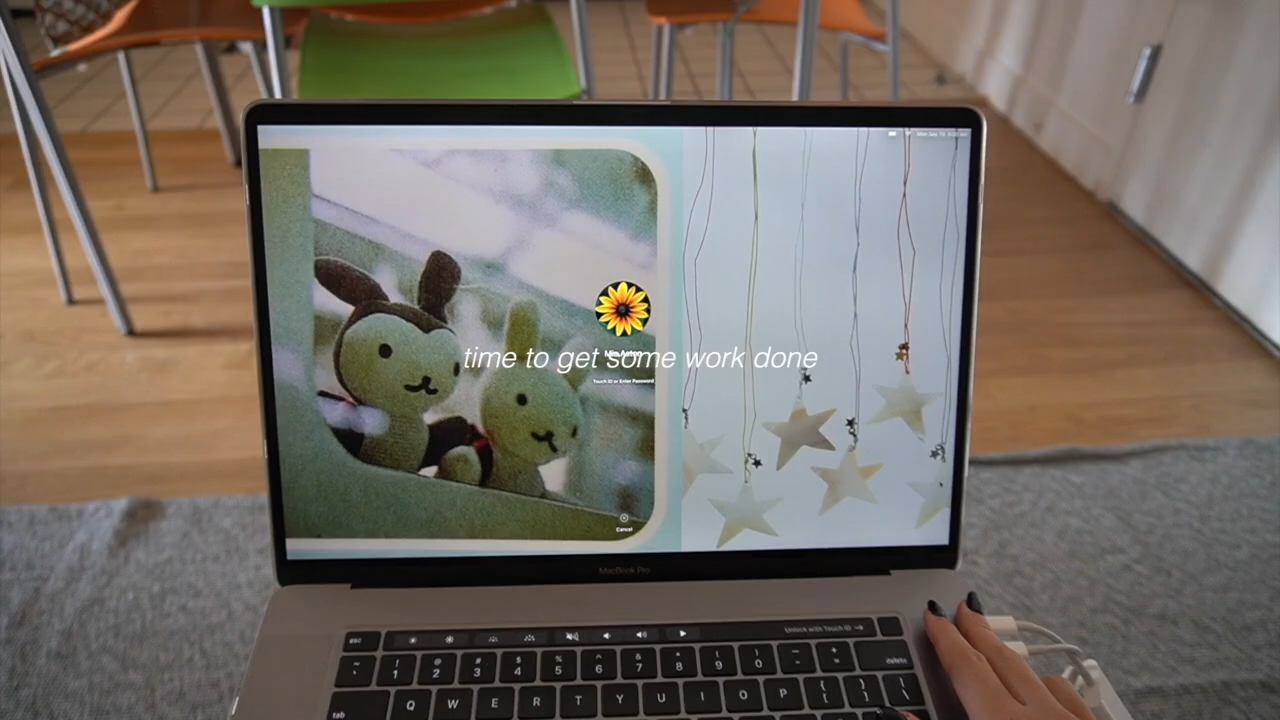 time to get some work done
Touch ID or Enter Password
Cancel
MacBook Pro
esc
Unlock with Touch ID →
~ ! @ # $ % ^ & * ( ) _ +
` 1 2 3 4 5 6 7 8 9 0 - = delete
tab Q W E R T Y U I O P { } |
[ ] \